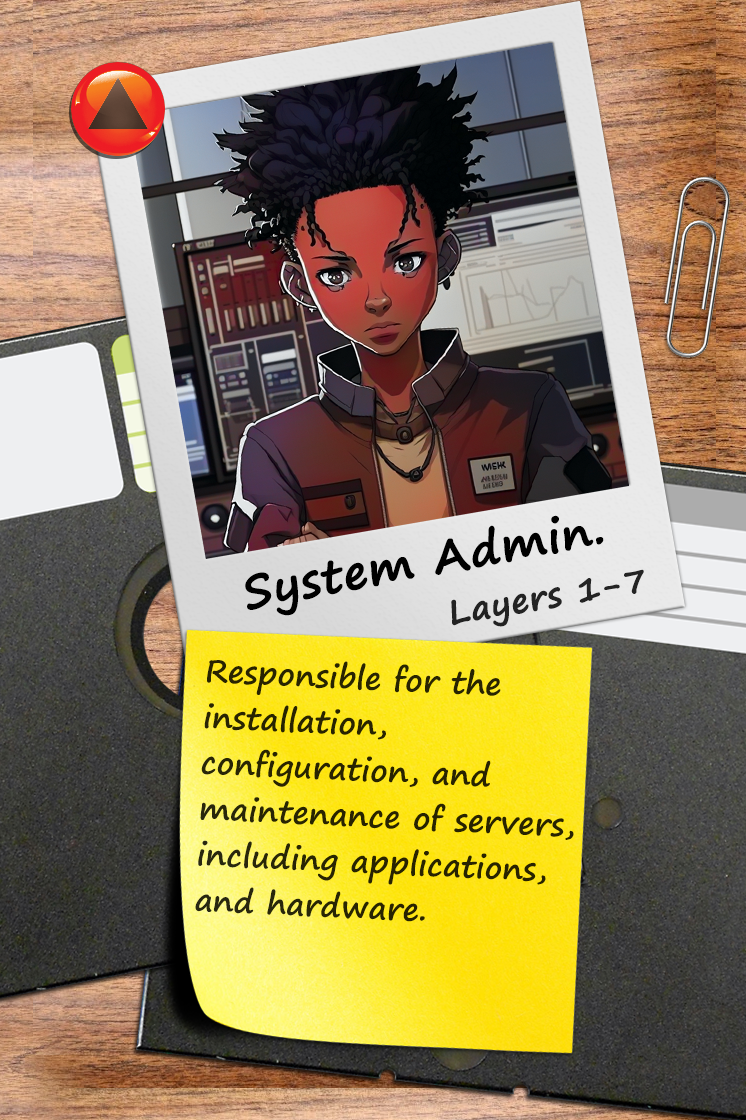 System Admin.
Layers 1-7
Responsible for the
installation,
configuration, and
maintenance of servers,
including applications,
and hardware.